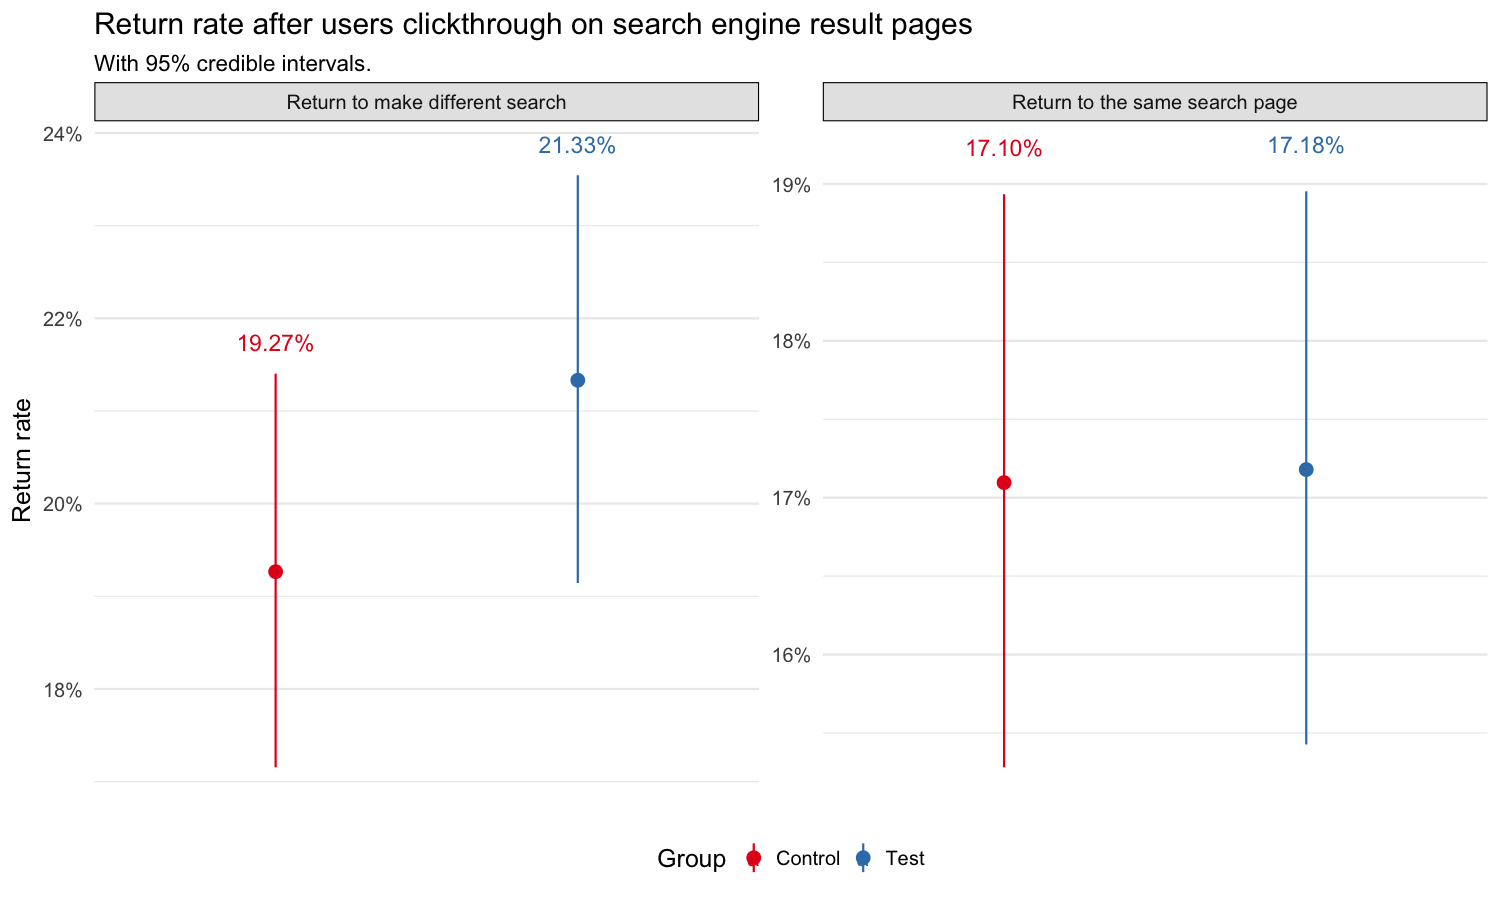 Return rate after users clickthrough on search engine result pages
With 95% credible intervals.
Return to make different search
Return to the same search page
Return rate
24%
22%
20%
18%
19.27%
21.33%
19%
18%
17%
16%
17.10%
17.18%
Group Control Test